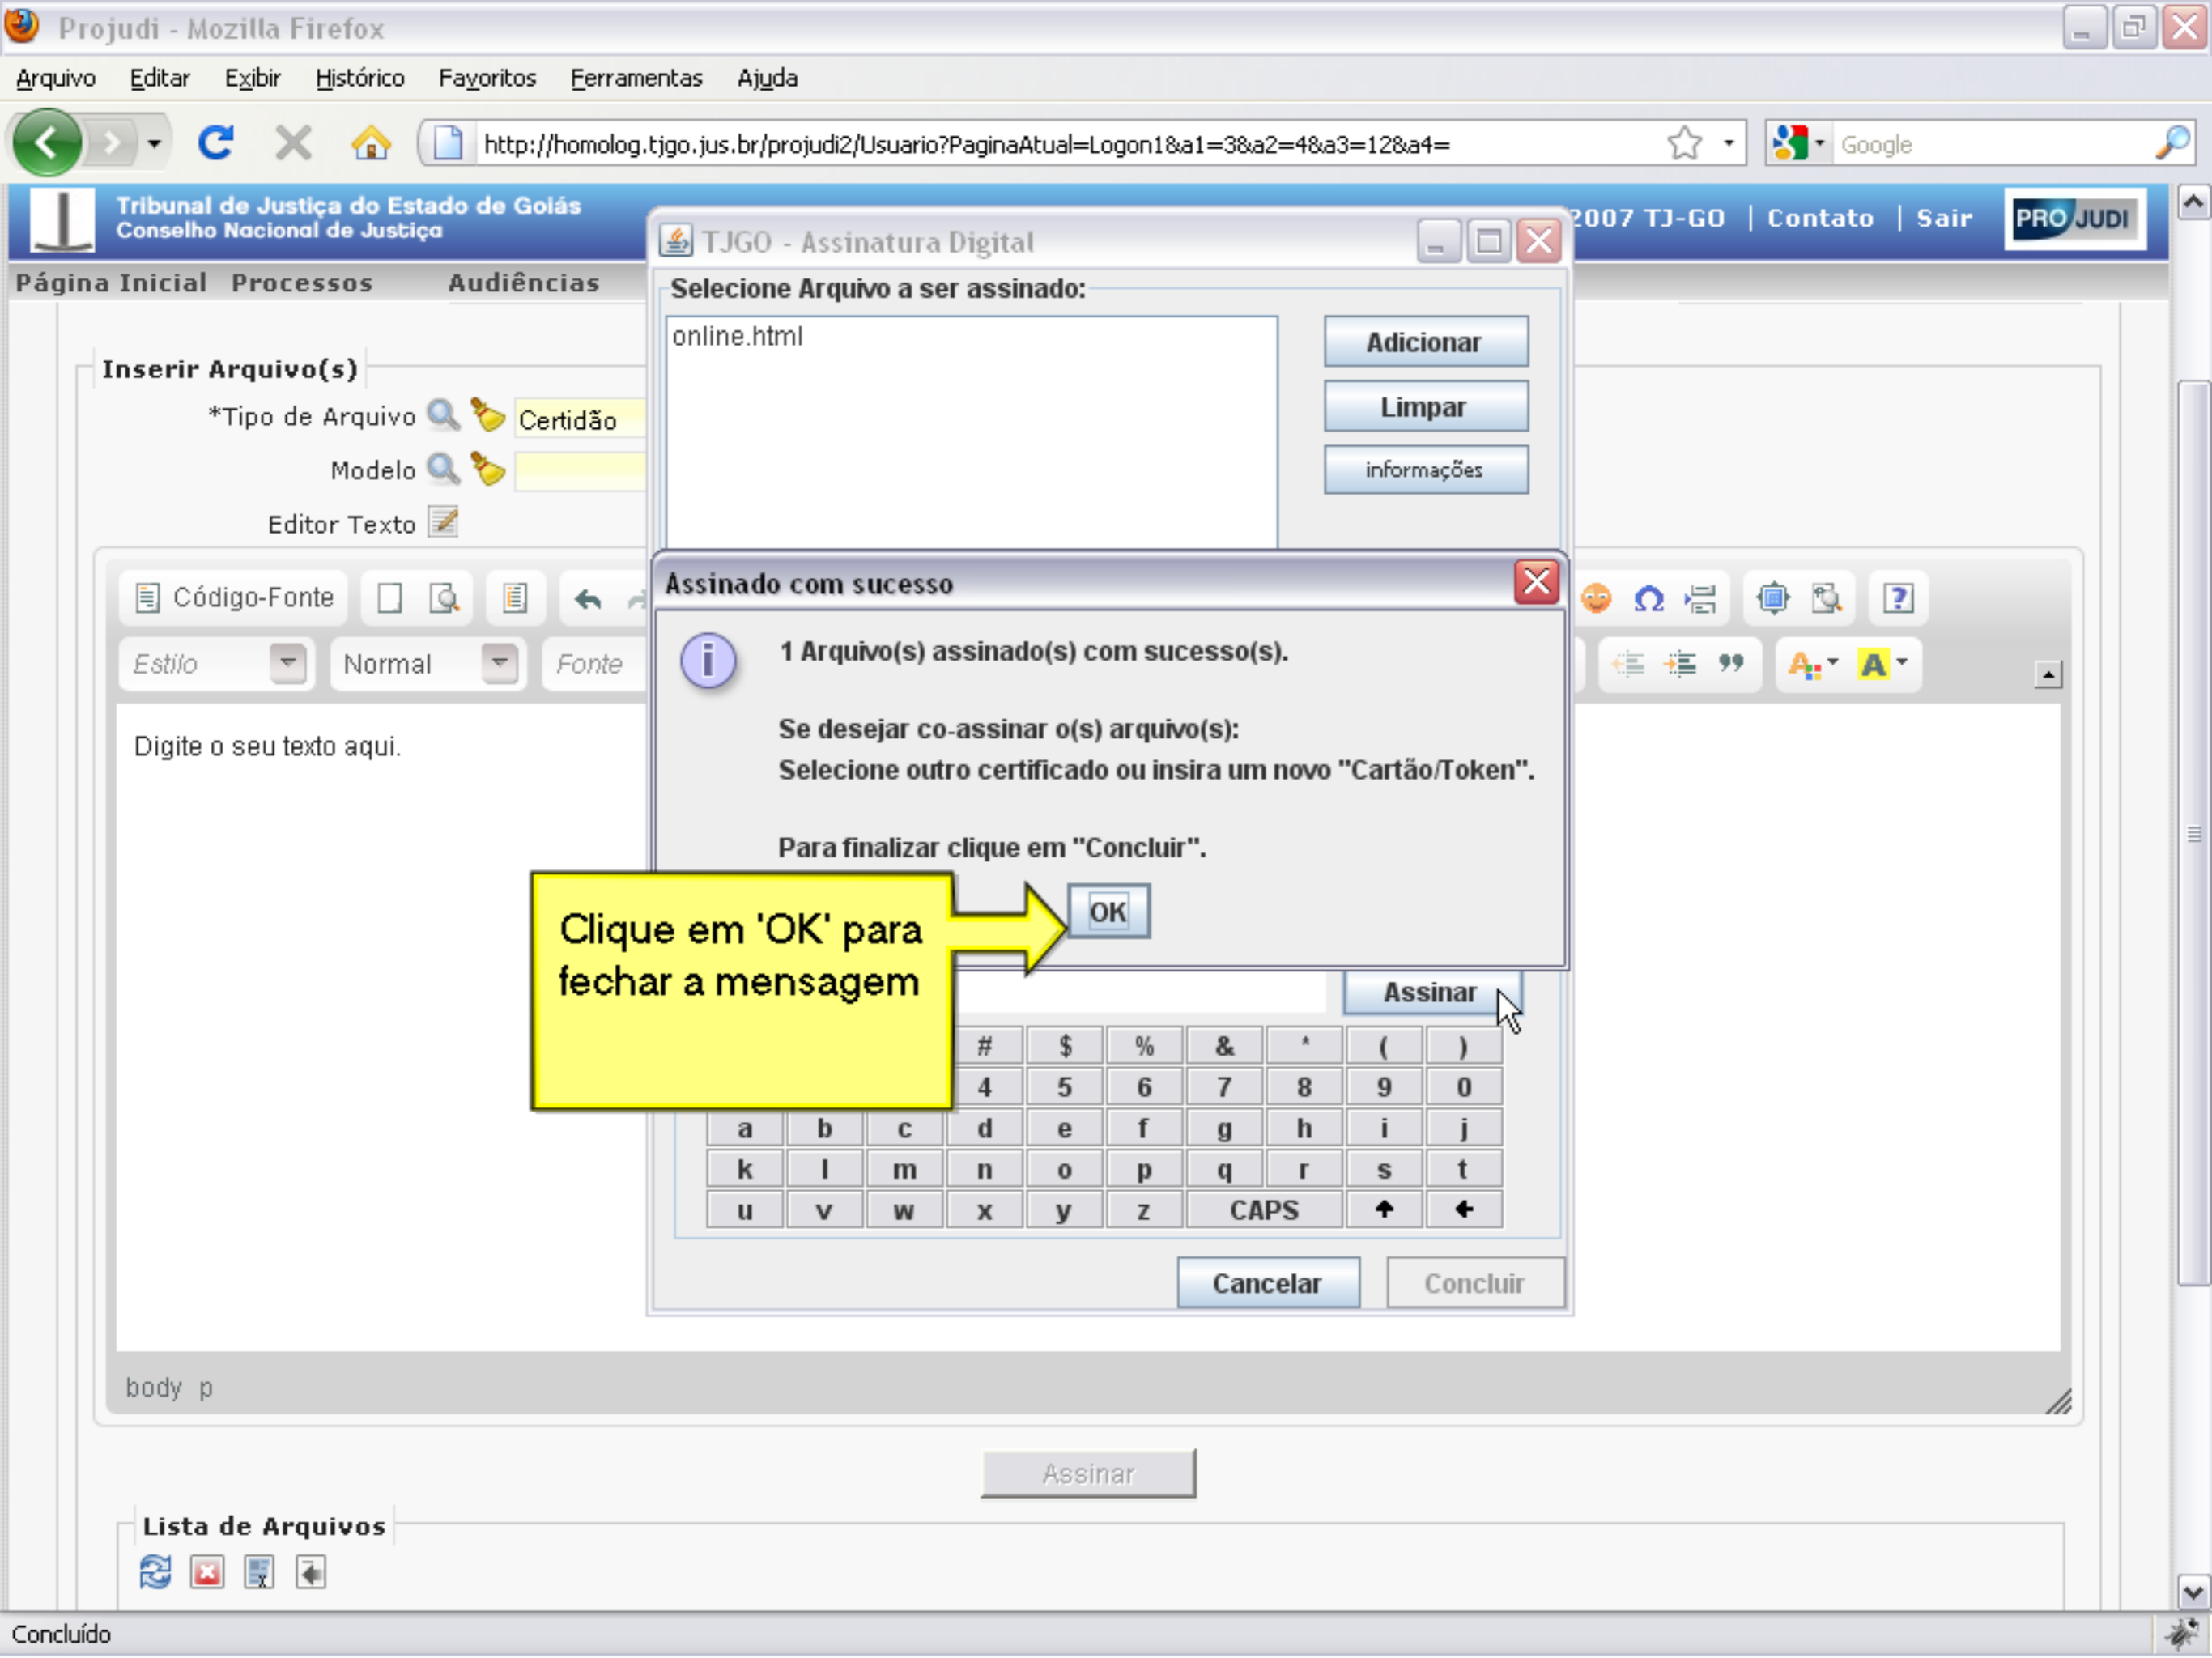 Projudi - Mozilla Firefox
Arquivo Editar Exibir Histórico Favoritos Ferramentas Ajuda
http://homolog.tjgo.jus.br/projudi2/Usuario?PaginaAtual=Logon1&a1=3&a2=4&a3=12&a4=
Google
Tribunal de Justiça do Estado de Goiás
Conselho Nacional de Justiça
2007 TJ-GO | Contato | Sair
PRO JUDI
Página Inicial Processos Audiências
TJGO - Assinatura Digital
Selecione Arquivo a ser assinado:
online.html
Adicionar
Limpar
informações
Inserir Arquivo(s)
*Tipo de Arquivo Certidão
Modelo
Editor Texto
Código-Fonte
Estilo Normal Fonte
Digite o seu texto aqui.
Assinado com sucesso
1 Arquivo(s) assinado(s) com sucesso(s).
Se desejar co-assinar o(s) arquivo(s):
Selecione outro certificado ou insira um novo "Cartão/Token".
Para finalizar clique em "Concluir".
OK
Clique em 'OK' para
fechar a mensagem
Assinar
# $ % & * ( )
4 5 6 7 8 9 0
a b c d e f g h i j
k l m n o p q r s t
u v w x y z CAPS
Cancelar Concluir
body p
Assinar
Lista de Arquivos
Concluído